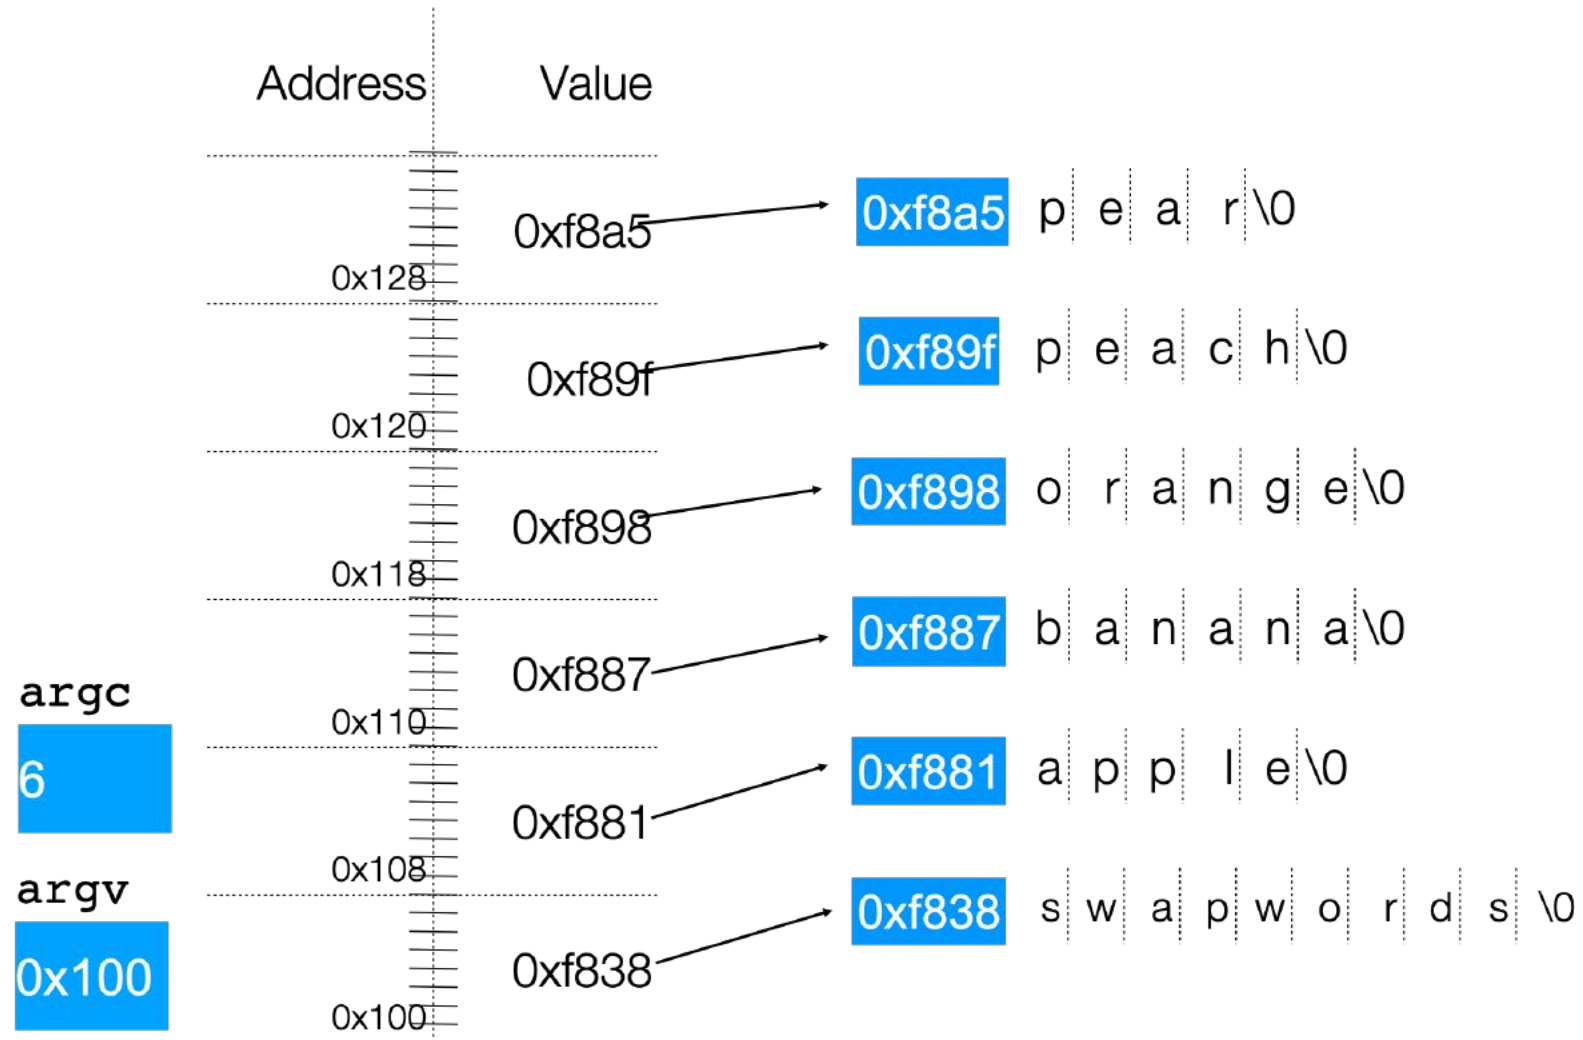 Address Value
0xf8a5 0xf8a5 p e a r \0
0x128
0xf89f 0xf89f p e a c h \0
0x120
0xf898 0xf898 o r a n g e \0
0x118
0xf887 0xf887 b a n a n a \0
0x110
argc
6
0xf881 0xf881 a p p l e \0
0x108
argv
0x100
0xf838 0xf838 s w a p w o r d s \0
0x100